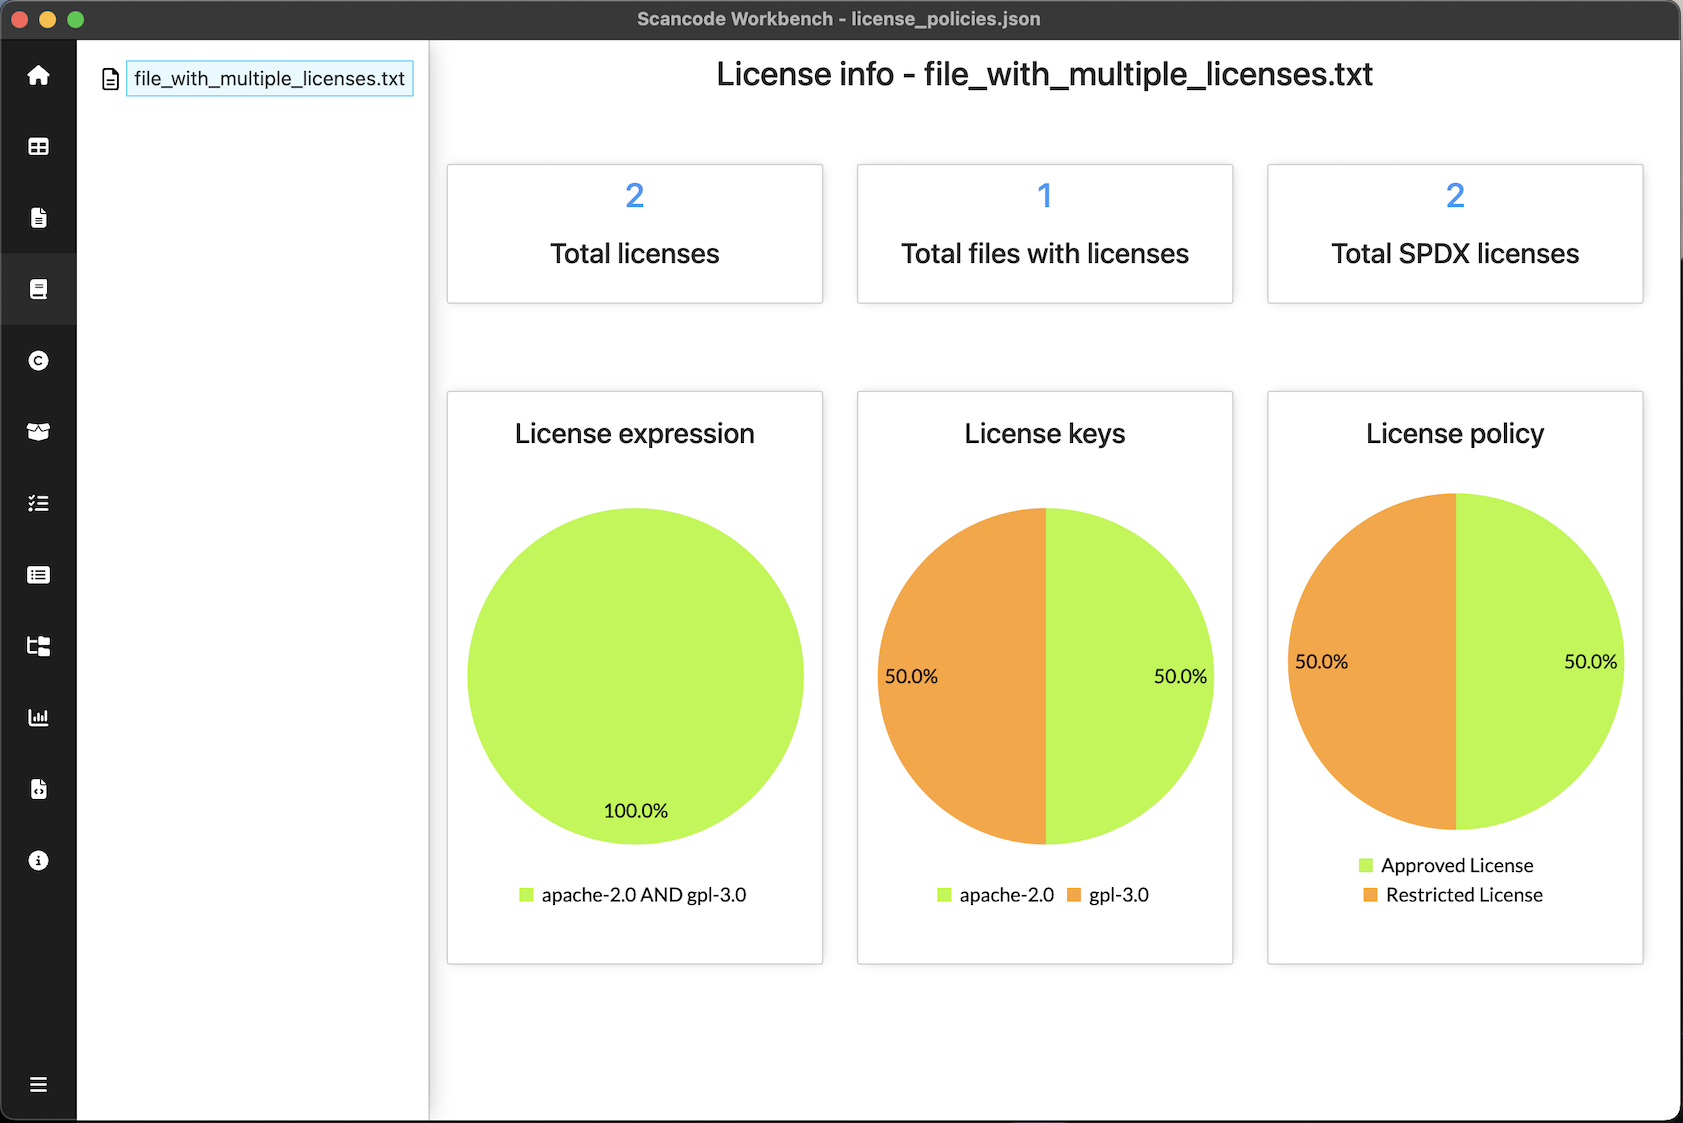 Scancode Workbench - license_policies.json
file_with_multiple_licenses.txt
License info - file_with_multiple_licenses.txt
2
Total licenses
1
Total files with licenses
2
Total SPDX licenses
License expression
100.0%
apache-2.0 AND gpl-3.0
License keys
50.0%
50.0%
apache-2.0
gpl-3.0
License policy
50.0%
50.0%
Approved License
Restricted License